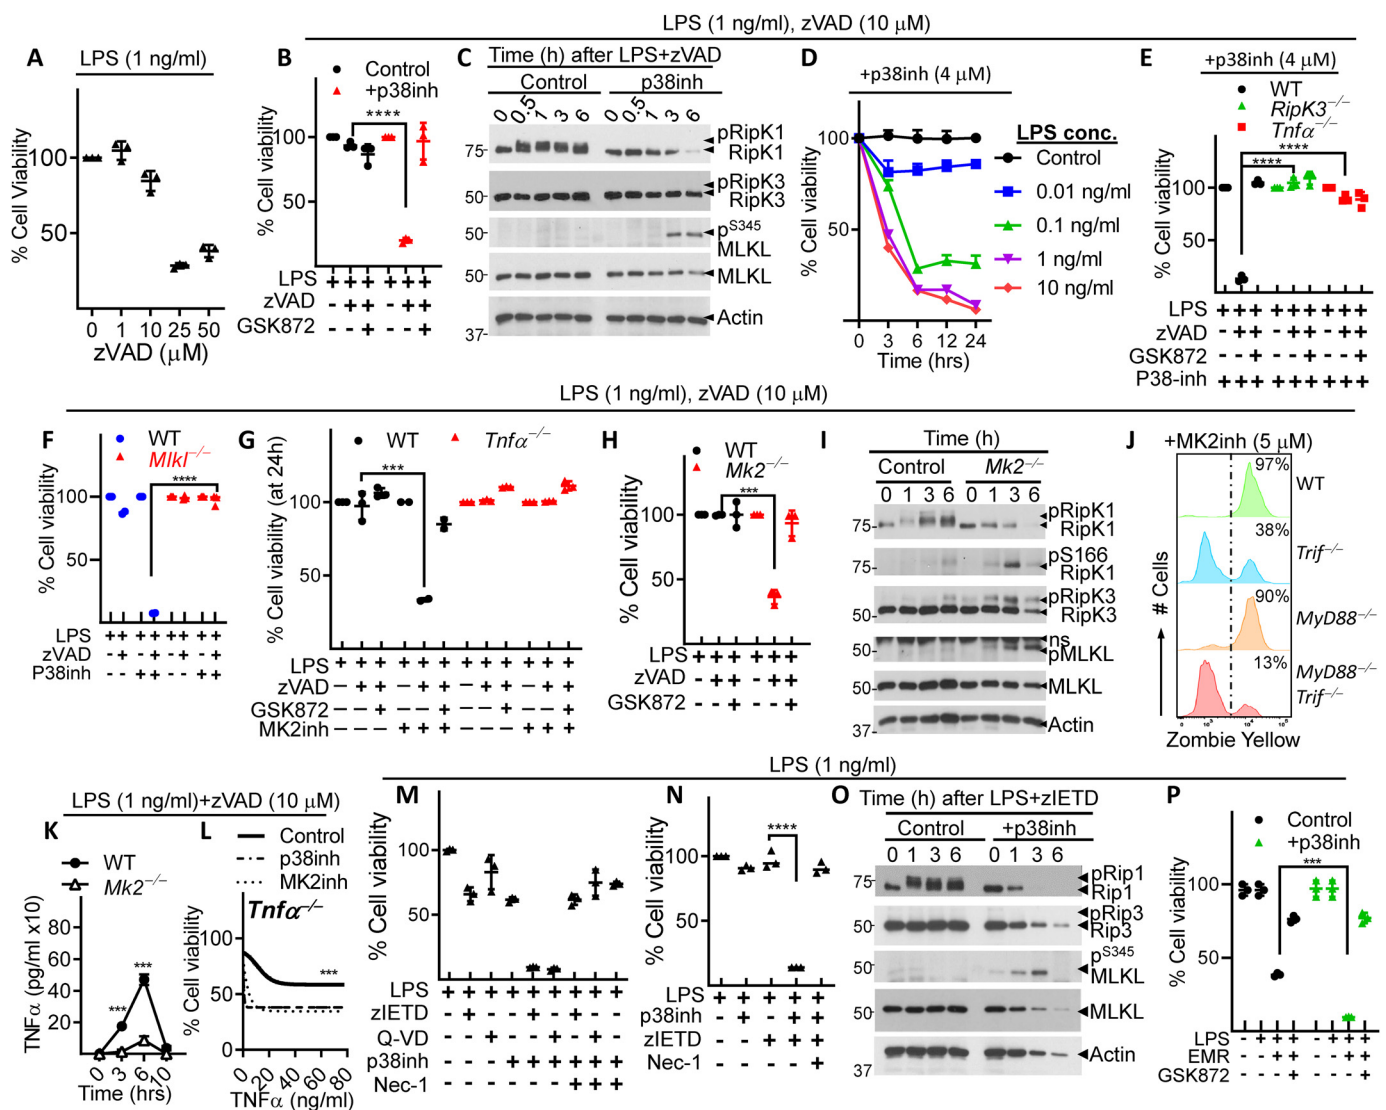 LPS (1 ng/ml), zVAD (10 μM)
A
LPS (1 ng/ml)
% Cell Viability
100
50
0 1 10 25 50
zVAD (μM)
B
Control
+p38inh
****
% Cell viability
100
50
LPS + + + + + +
zVAD - + + - + +
GSK872 - - + - - +
C
Time (h) after LPS+zVAD
Control p38inh
0 0.5 1 3 6 0 0.5 1 3 6
75
pRipK1
RipK1
50
pRipK3
RipK3
pS345
MLKL
50
MLKL
37
Actin
D
+p38inh (4 μM)
% Cell viability
100
50
0
0 3 6 12 24
Time (hrs)
LPS conc.
Control
0.01 ng/ml
0.1 ng/ml
1 ng/ml
10 ng/ml
E
+p38inh (4 μM)
WT
RipK3−/−
Tnfα−/−
****
****
% Cell viability
100
50
LPS + + + + + + + + +
zVAD - + + - + + - + +
GSK872 - - + - - + - - +
P38-inh + + + + + + + + +
LPS (1 ng/ml), zVAD (10 μM)
F
WT
Mlkl−/−
****
% Cell viability
100
50
LPS + + + + + + + +
zVAD - + - + - + - +
P38inh - - + + - - + +
G
WT
Tnfα−/−
***
% Cell viability (at 24h)
100
50
LPS + + + + + + + + + + + +
zVAD − + + − + + − + + − + +
GSK872 − − + − − + − − + − − +
MK2inh − − − + + + − − − + + +
H
WT
Mk2−/−
***
% Cell viability
100
50
LPS + + + + + +
zVAD - + + - + +
GSK872 - - + - - +
I
Time (h)
Control Mk2−/−
0 1 3 6 0 1 3 6
75
pRipK1
RipK1
75
pS166
RipK1
50
pRipK3
RipK3
50
ns
pMLKL
50
MLKL
37
Actin
J
+MK2inh (5 μM)
97%
WT
38%
Trif−/−
90%
MyD88−/−
13%
MyD88−/−
Trif−/−
# Cells
Zombie Yellow
LPS (1 ng/ml)+zVAD (10 μM)
K
WT
Mk2−/−
TNFα (pg/ml x10)
80
60
40
20
***
***
0 3 6 10
Time (hrs)
L
Control
p38inh
MK2inh
Tnfα−/−
% Cell viability
100
50
0
***
0 20 40 60 80
TNFα (ng/ml)
LPS (1 ng/ml)
M
% Cell viability
100
50
LPS + + + + + + + + +
zIETD - + - - + - + - +
Q-VD
p38inh
Nec-1
N
****
% Cell viability
100
50
LPS + + + + +
p38inh - + - + +
zIETD - - + + +
Nec-1 - - - - +
O
Time (h) after LPS+zIETD
Control +p38inh
0 1 3 6 0 1 3 6
75
pRip1
Rip1
50
pRip3
Rip3
50
pS345
MLKL
50
MLKL
37
Actin
P
Control
+p38inh
***
% Cell viability
100
50
LPS
EMR
GSK872